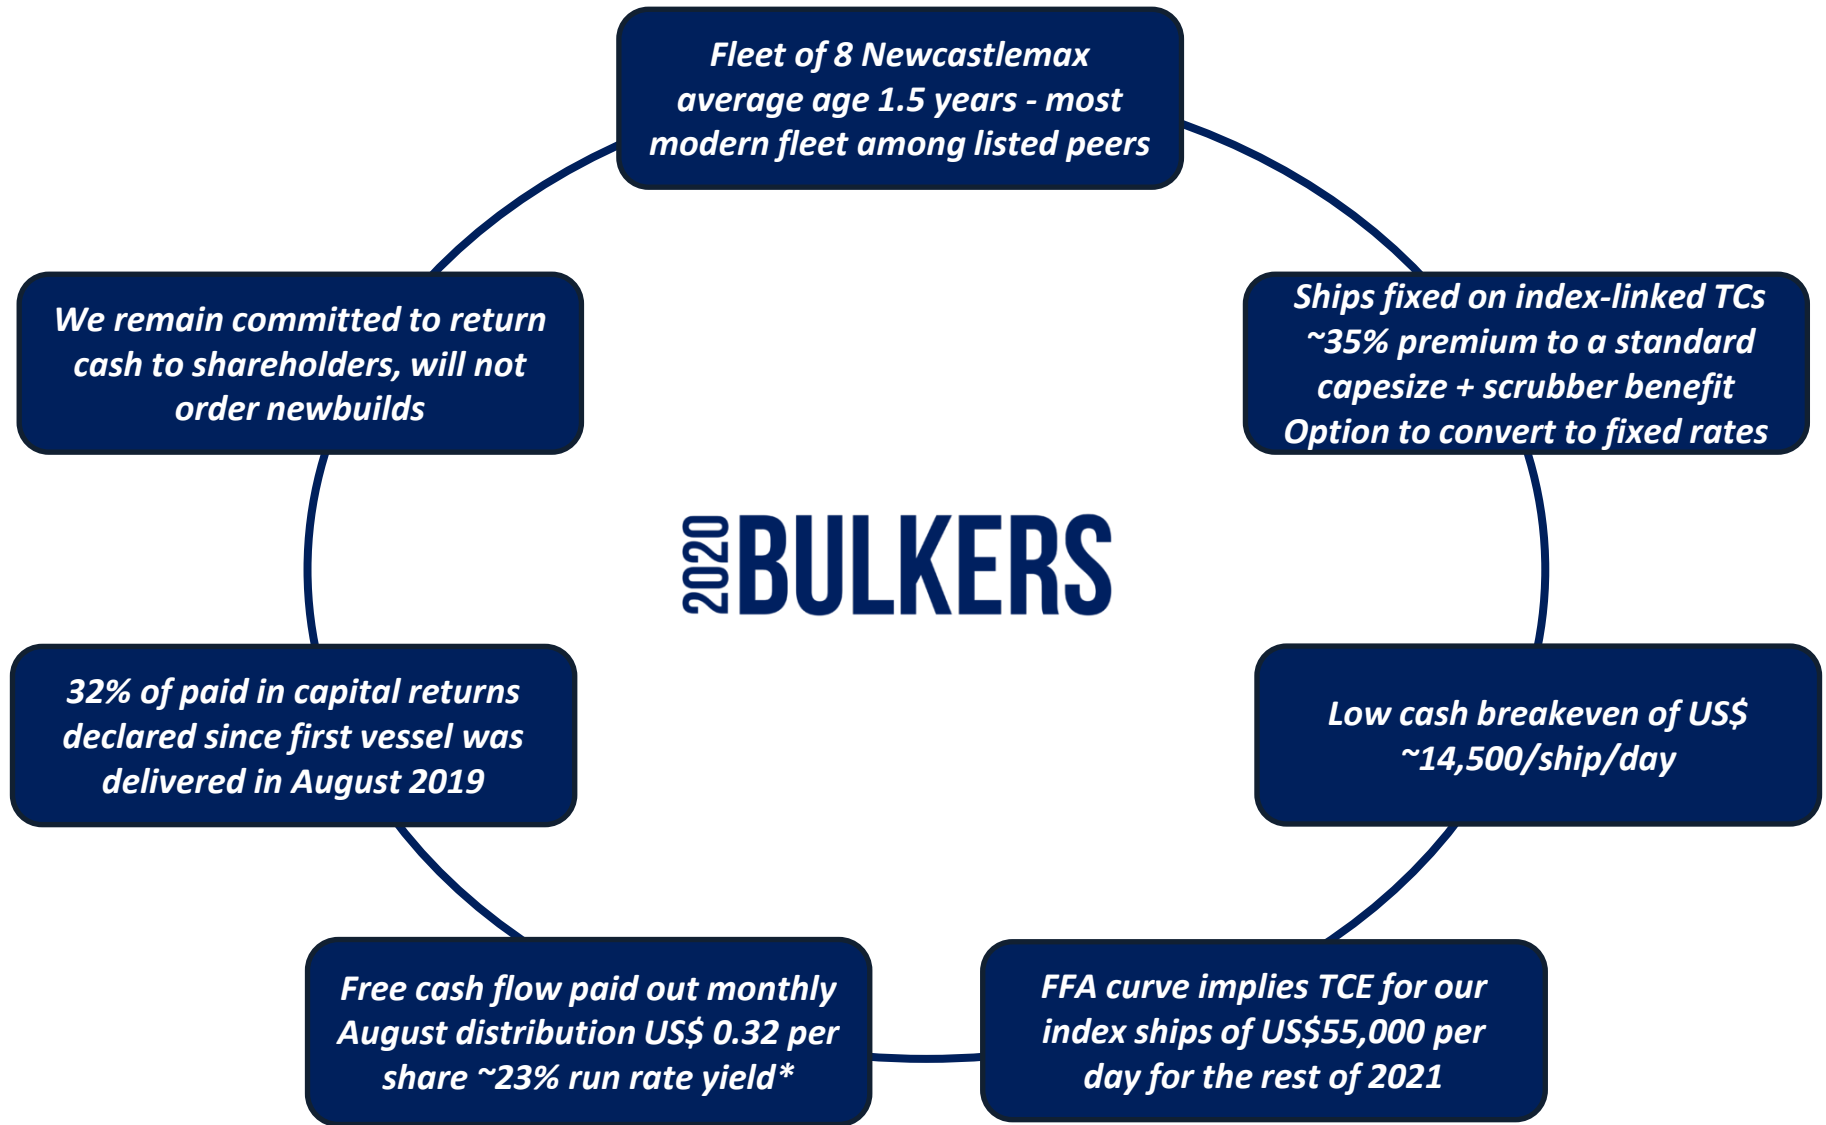 Fleet of 8 Newcastlemax
average age 1.5 years - most
modern fleet among listed peers
Ships fixed on index-linked TCs
~35% premium to a standard
capesize + scrubber benefit
Option to convert to fixed rates
Low cash breakeven of US$
~14,500/ship/day
FFA curve implies TCE for our
index ships of US$55,000 per
day for the rest of 2021
Free cash flow paid out monthly
August distribution US$ 0.32 per
share ~23% run rate yield*
32% of paid in capital returns
declared since first vessel was
delivered in August 2019
We remain committed to return
cash to shareholders, will not
order newbuilds
2020 BULKERS